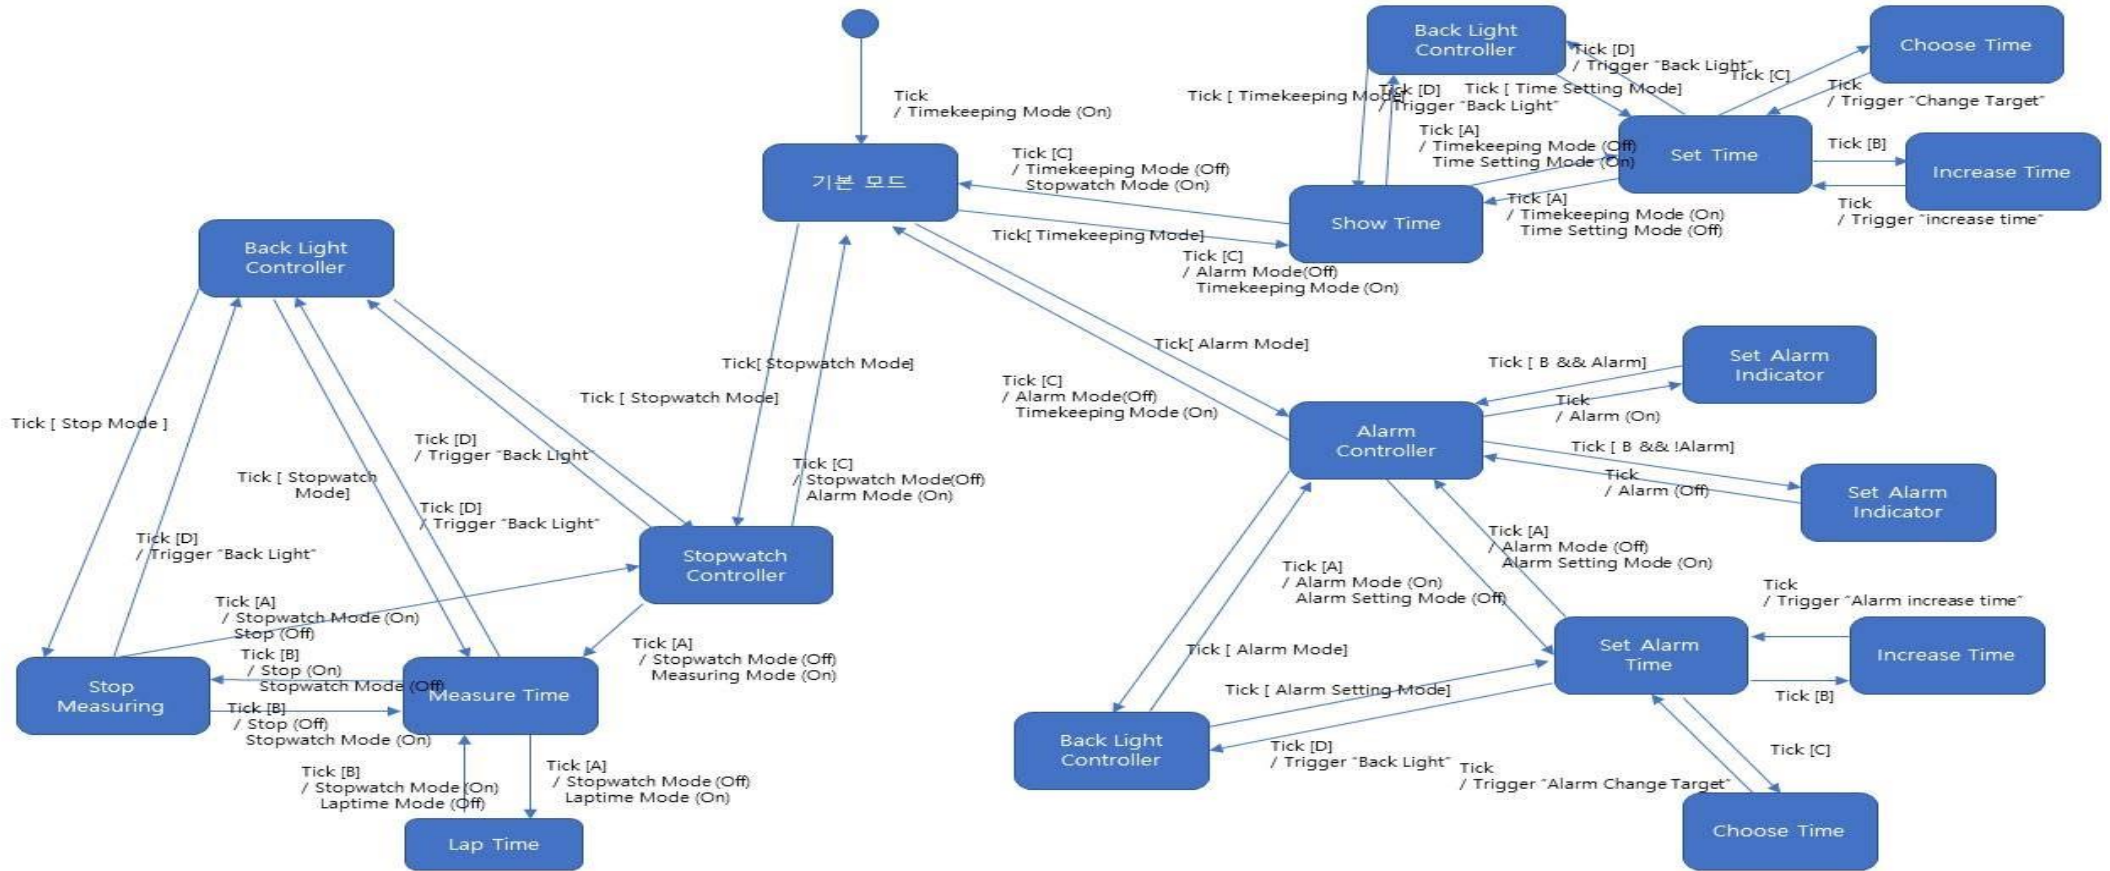 Back Light
Controller
Choose Time
Tick [D]
/ Trigger "Back Light"
Tick [C]
Tick
/ Timekeeping Mode (On)
Tick [ Timekeeping Mode]
Tick [D]
/ Trigger "Back Light"
Tick [ Time Setting Mode]
Tick
/ Trigger "Change Target"
기본 모드
Tick [C]
/ Timekeeping Mode (Off)
Stopwatch Mode (On)
Tick [A]
/ Timekeeping Mode (Off)
Time Setting Mode (On)
Set Time
Tick [B]
Increase Time
Tick
/ Trigger "increase time"
Show Time
Tick [A]
/ Timekeeping Mode (On)
Time Setting Mode (Off)
Tick[ Timekeeping Mode]
Tick [C]
/ Alarm Mode(Off)
Timekeeping Mode (On)
Back Light
Controller
Tick[ Alarm Mode]
Tick[ Stopwatch Mode]
Tick [ Stopwatch Mode]
Tick [C]
/ Alarm Mode(Off)
Timekeeping Mode (On)
Tick [ B && Alarm]
Set Alarm
Indicator
Tick
/ Alarm (On)
Alarm
Controller
Tick [ B && !Alarm]
Tick
/ Alarm (Off)
Set Alarm
Indicator
Tick [ Stop Mode ]
Tick [D]
/ Trigger "Back Light"
Tick [ Stopwatch
Mode]
Tick [D]
/ Trigger "Back Light"
Tick [C]
/ Stopwatch Mode(Off)
Alarm Mode (On)
Tick [D]
/ Trigger "Back Light"
Stopwatch
Controller
Tick [A]
/ Alarm Mode (Off)
Alarm Setting Mode (On)
Tick [A]
/ Alarm Mode (On)
Alarm Setting Mode (Off)
Tick
/ Trigger "Alarm increase time"
Tick [A]
/ Stopwatch Mode (On)
Stop (Off)
Tick [A]
/ Stopwatch Mode (Off)
Measuring Mode (On)
Stop
Measuring
Tick [B]
/ Stop (On)
Stopwatch Mode (Off)
Measure Time
Tick [B]
/ Stop (Off)
Stopwatch Mode (On)
Tick [ Alarm Mode]
Set Alarm
Time
Increase Time
Tick [B]
Tick [ Alarm Setting Mode]
Back Light
Controller
Tick [D]
/ Trigger "Back Light"
Tick [C]
Tick
/ Trigger "Alarm Change Target"
Tick [B]
/ Stopwatch Mode (On)
Laptime Mode (Off)
Tick [A]
/ Stopwatch Mode (Off)
Laptime Mode (On)
Lap Time
Choose Time